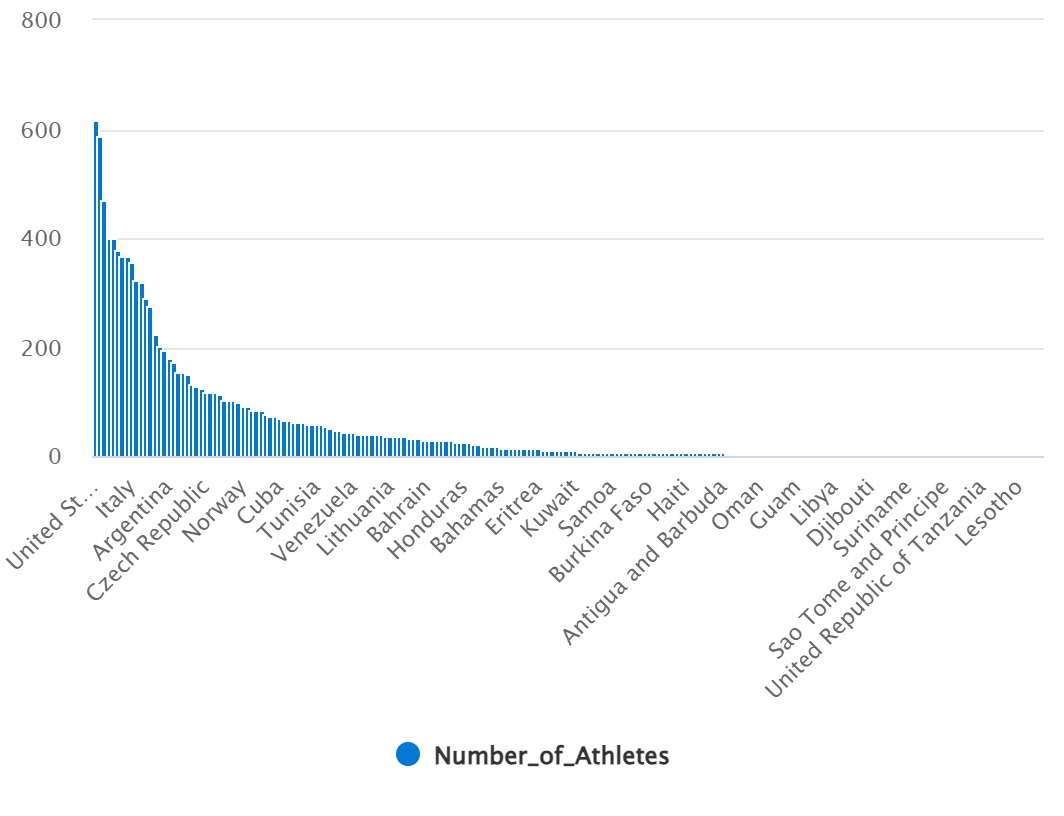 800
600
400
200
0
United St...
Italy
Argentina
Czech Republic
Norway
Cuba
Tunisia
Venezuela
Lithuania
Bahrain
Honduras
Bahamas
Eritrea
Kuwait
Samoa
Burkina Faso
Haiti
Antigua and Barbuda
Oman
Guam
Libya
Djibouti
Suriname
Sao Tome and Principe
United Republic of Tanzania
Lesotho
Number_of_Athletes